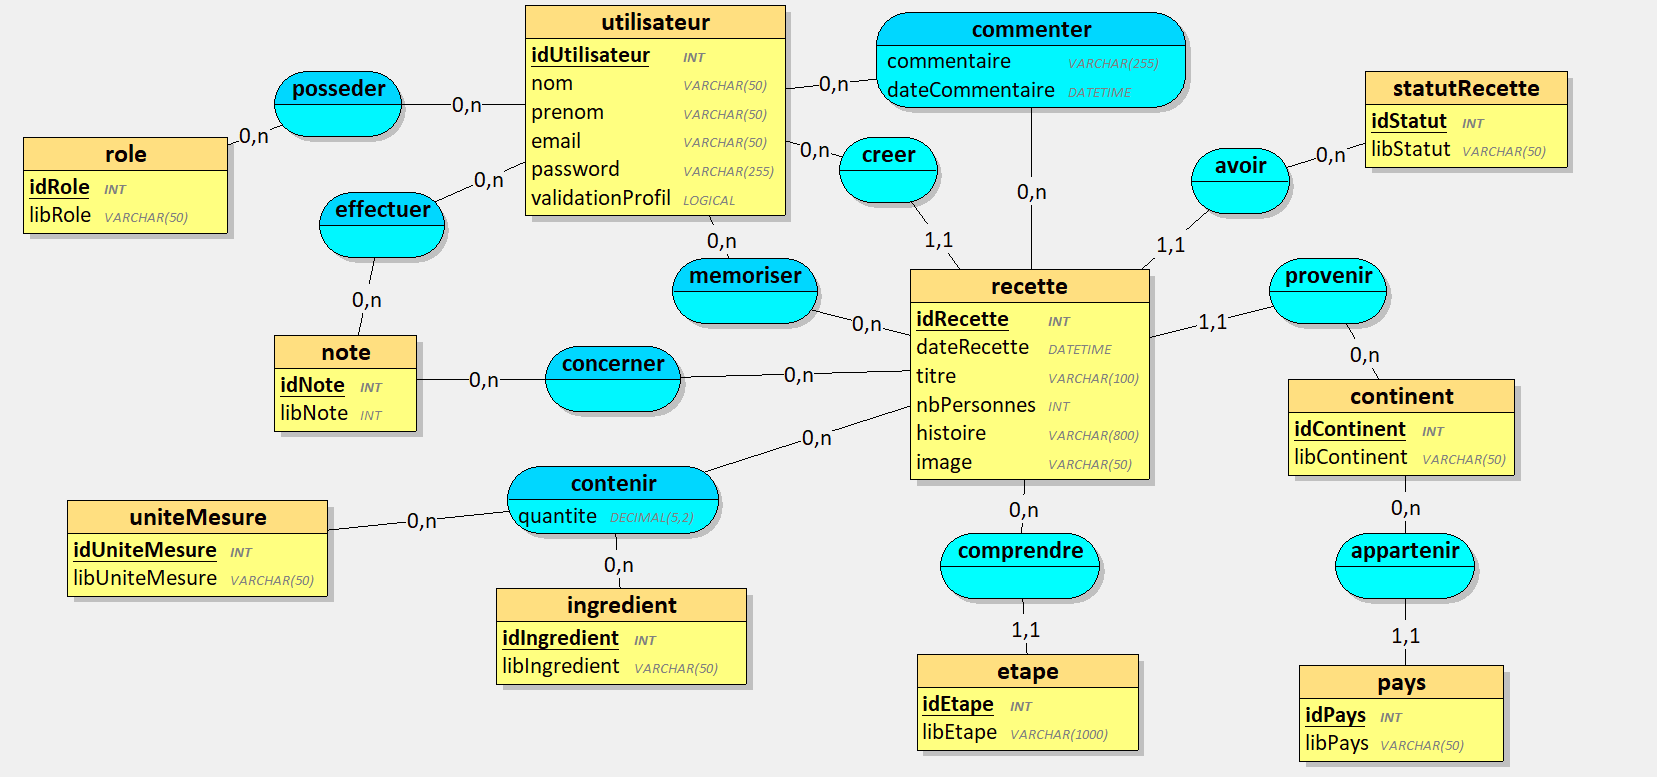 utilisateur
idUtilisateur INT
nom VARCHAR(50)
prenom VARCHAR(50)
email VARCHAR(50)
password VARCHAR(255)
validationProfil LOGICAL
commenter
commentaire VARCHAR(255)
dateCommentaire DATETIME
0,n
posseder
0,n
0,n
role
idRole INT
libRole VARCHAR(50)
statutRecette
idStatut INT
libStatut VARCHAR(50)
creer
0,n
1,1
avoir
0,n
1,1
0,n
effectuer
0,n
0,n
0,n
memoriser
0,n
recette
idRecette INT
dateRecette DATETIME
titre VARCHAR(100)
nbPersonnes INT
histoire VARCHAR(800)
image VARCHAR(50)
provenir
1,1
0,n
note
idNote INT
libNote INT
concerner
0,n
0,n
continent
idContinent INT
libContinent VARCHAR(50)
0,n
contenir
quantite DECIMAL(5,2)
0,n
0,n
uniteMesure
idUniteMesure INT
libUniteMesure VARCHAR(50)
ingredient
idIngredient INT
libIngredient VARCHAR(50)
0,n
comprendre
1,1
etape
idEtape INT
libEtape VARCHAR(1000)
0,n
appartenir
1,1
pays
idPays INT
libPays VARCHAR(50)